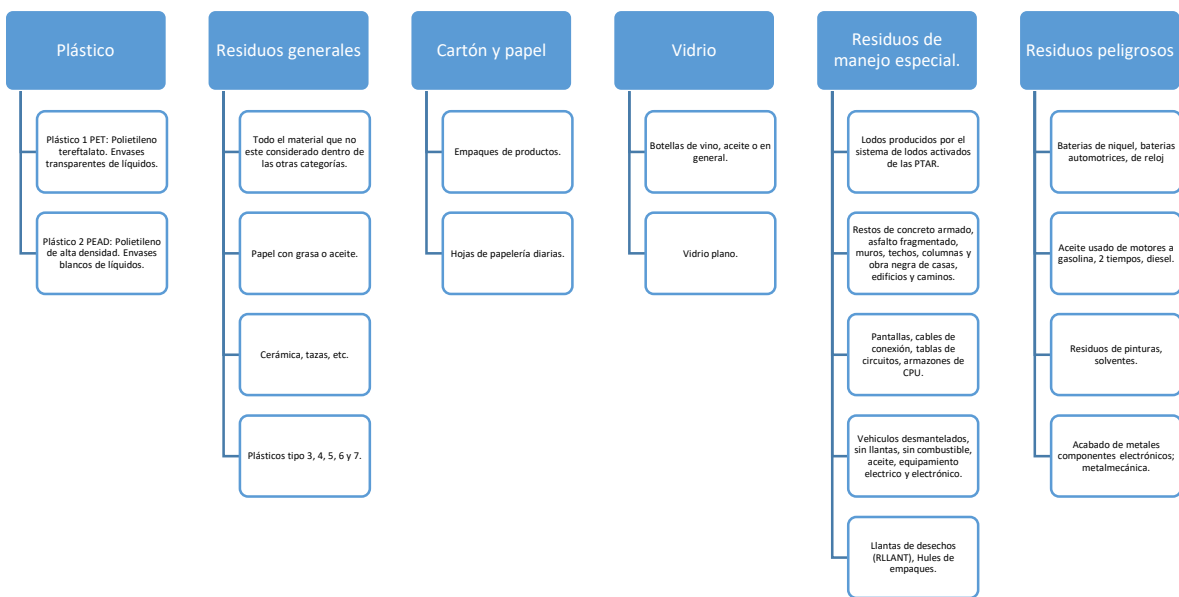 Plástico
Plástico 1 PET: Polietileno
tereftalato. Envases
transparentes de líquidos.
Plástico 2 PEAD: Polietileno
de alta densidad. Envases
blancos de líquidos.
Residuos generales
Todo el material que no
este considerado dentro de
las otras categorías.
Papel con grasa o aceite.
Cerámica, tazas, etc.
Plásticos tipo 3, 4, 5, 6 y 7.
Cartón y papel
Empaques de productos.
Hojas de papelería diarias.
Vidrio
Botellas de vino, aceite o en
general.
Vidrio plano.
Residuos de
manejo especial.
Lodos producidos por el
sistema de lodos activados
de las PTAR.
Restos de concreto armado,
asfalto fragmentado,
muros, techos, columnas y
obra negra de casas,
edificios y caminos.
Pantallas, cables de
conexión, tablas de
circuitos, armazones de
CPU.
Vehiculos desmantelados,
sin llantas, sin combustible,
aceite, equipamiento
electrico y electrónico.
Llantas de desechos
(RLLANT), Hules de
empaques.
Residuos peligrosos
Baterias de niquel, baterias
automotrices, de reloj
Aceite usado de motores a
gasolina, 2 tiempos, diesel.
Residuos de pinturas,
solventes.
Acabado de metales
componentes electrónicos;
metalmecánica.